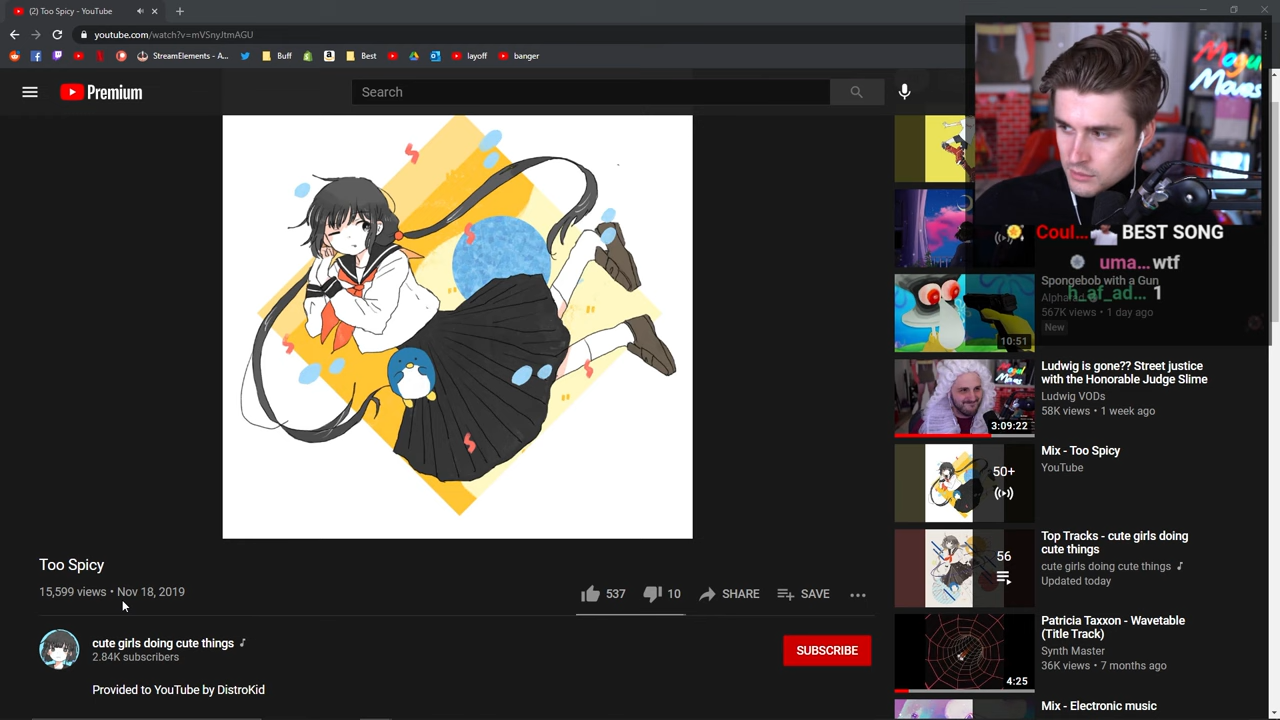 (2) Too Spicy - YouTube
youtube.com/watch?v=mVSnyJtmAGU
StreamElements - A...
Buff
Best
layoff
banger
Premium
Search
Mogul
Moves
Coul... BEST SONG
uma... wtf
h_af_ad... 1
Spongebob with a Gun
567K views • 1 day ago
New
10:51
Ludwig is gone?? Street justice
with the Honorable Judge Slime
Ludwig VODs
58K views • 1 week ago
3:09:22
Mix - Too Spicy
YouTube
50+
Top Tracks - cute girls doing
cute things
cute girls doing cute things
Updated today
56
Patricia Taxxon - Wavetable
(Title Track)
Synth Master
36K views • 7 months ago
4:25
Mix - Electronic music
Too Spicy
15,599 views • Nov 18, 2019
537
10
SHARE
SAVE
cute girls doing cute things
2.84K subscribers
SUBSCRIBE
Provided to YouTube by DistroKid